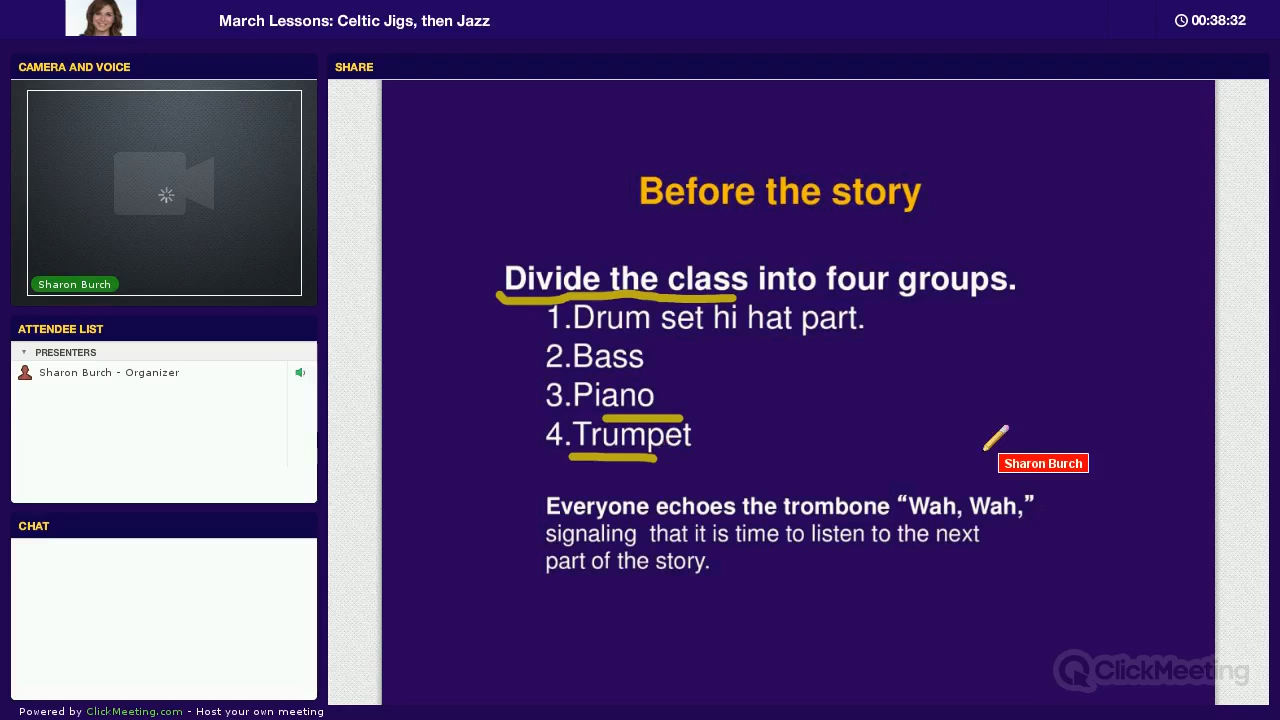 March Lessons: Celtic Jigs, then Jazz
00:38:32
CAMERA AND VOICE
Sharon Burch
ATTENDEE LIST
PRESENTERS
Sharon Burch - Organizer
CHAT
Powered by ClickMeeting.com - Host your own meeting
SHARE
Before the story
Divide the class into four groups.
1.Drum set hi hat part.
2.Bass
3.Piano
4.Trumpet
Sharon Burch
Everyone echoes the trombone “Wah, Wah,”
signaling  that it is time to listen to the next
part of the story.
ClickMeeting